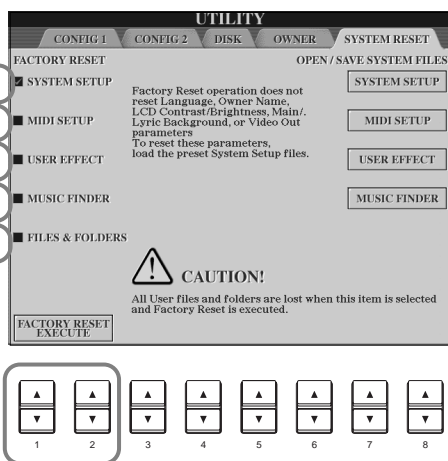 UTILITY
CONFIG 1 CONFIG 2 DISK OWNER SYSTEM RESET
FACTORY RESET OPEN / SAVE SYSTEM FILES
SYSTEM SETUP
MIDI SETUP
USER EFFECT
MUSIC FINDER
FILES & FOLDERS
Factory Reset operation does not
reset Language, Owner Name,
LCD Contrast/Brightness, Main/.
Lyric Background, or Video Out
parameters
To reset these parameters,
load the preset System Setup files.
SYSTEM SETUP
MIDI SETUP
USER EFFECT
MUSIC FINDER
CAUTION!
All User files and folders are lost when this item is selected
and Factory Reset is executed.
FACTORY RESET
EXECUTE
1 2 3 4 5 6 7 8